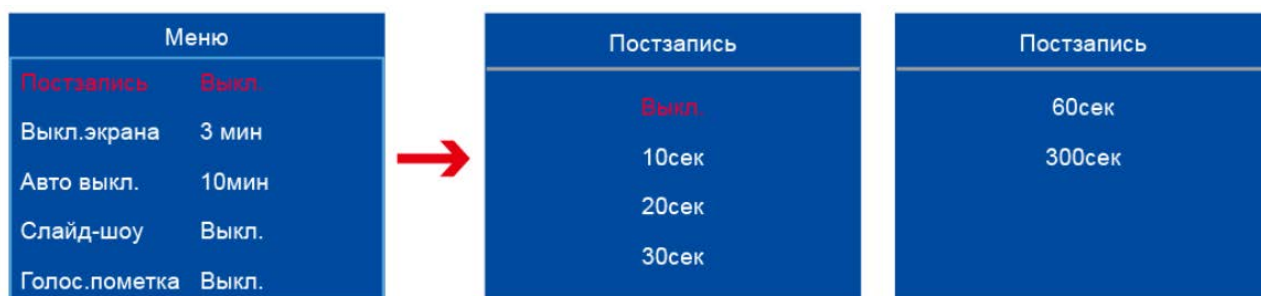 Меню
Постзапись Выкл.
Выкл.экрана 3 мин
Авто выкл. 10мин
Слайд-шоу Выкл.
Голос.пометка Выкл.
Постзапись
Выкл.
10сек
20сек
30сек
Постзапись
60сек
300сек